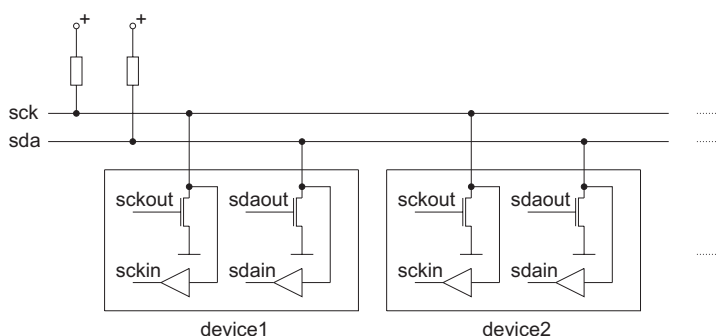 + +
sck
sda
sckout sdaout sckout sdaout
sckin sdain sckin sdain
device1 device2